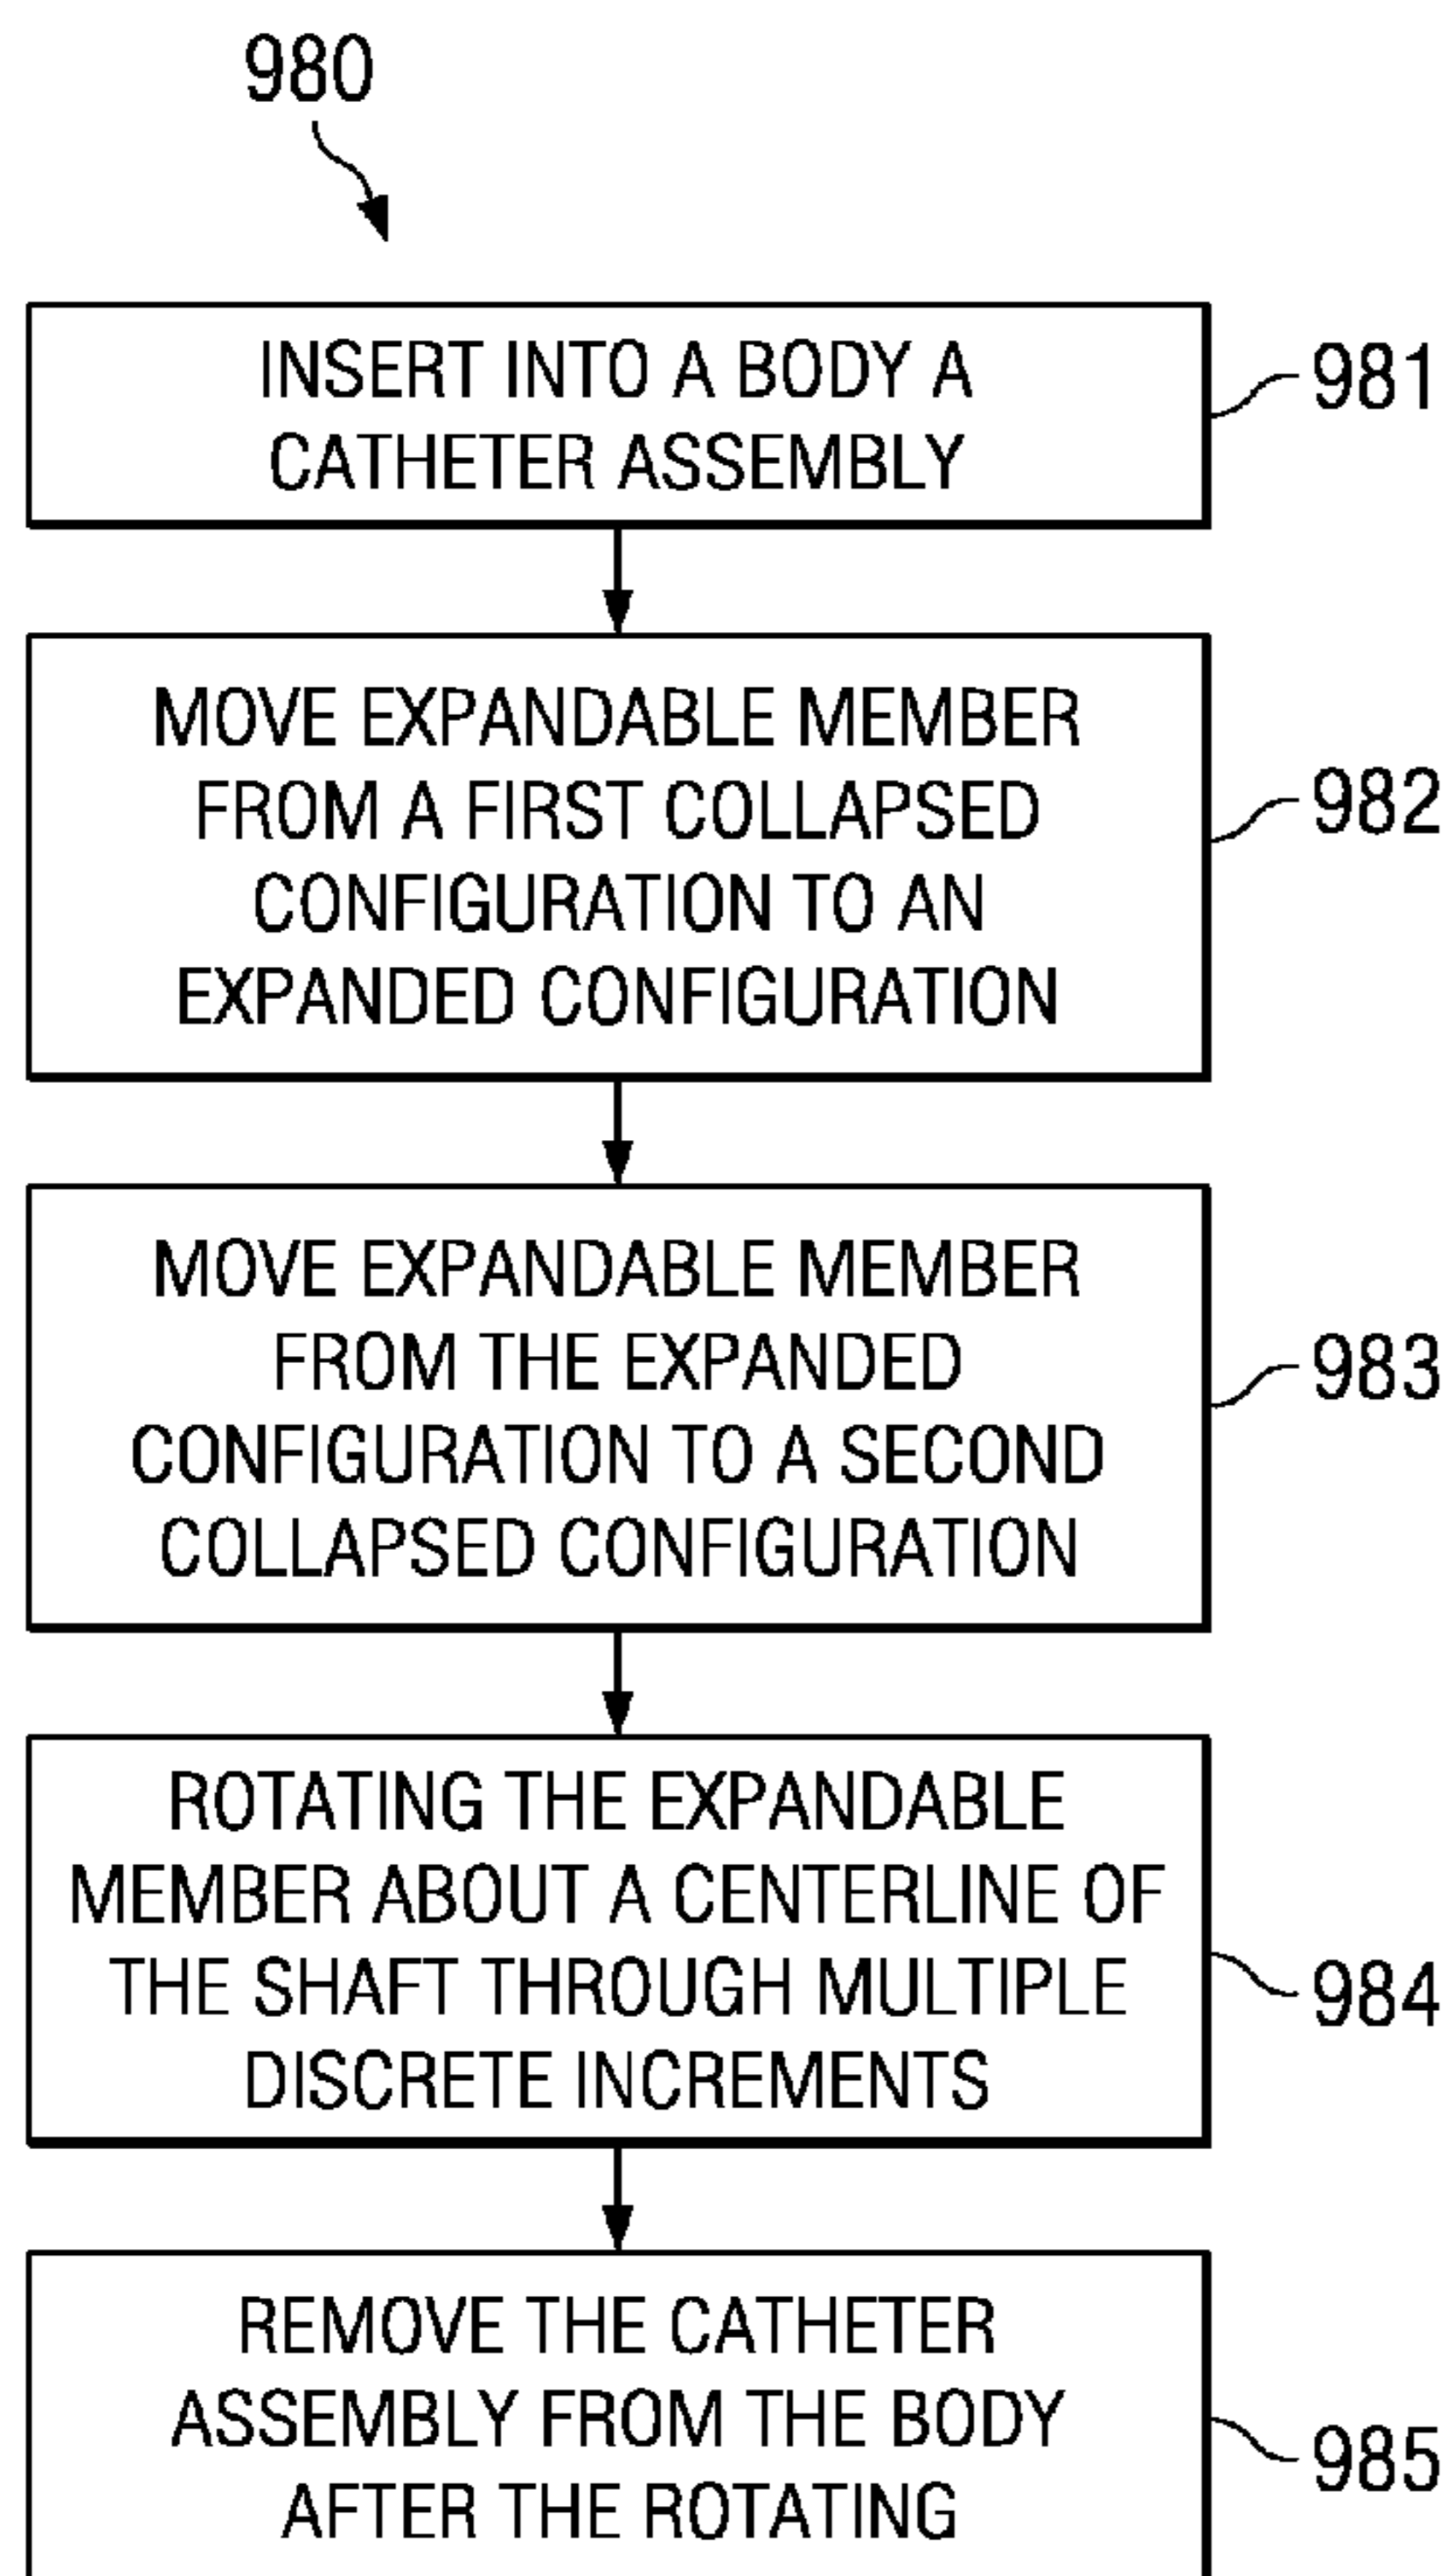 980
INSERT INTO A BODY A
CATHETER ASSEMBLY
981
MOVE EXPANDABLE MEMBER
FROM A FIRST COLLAPSED
CONFIGURATION TO AN
EXPANDED CONFIGURATION
982
MOVE EXPANDABLE MEMBER
FROM THE EXPANDED
CONFIGURATION TO A SECOND
COLLAPSED CONFIGURATION
983
ROTATING THE EXPANDABLE
MEMBER ABOUT A CENTERLINE OF
THE SHAFT THROUGH MULTIPLE
DISCRETE INCREMENTS
984
REMOVE THE CATHETER
ASSEMBLY FROM THE BODY
AFTER THE ROTATING
985